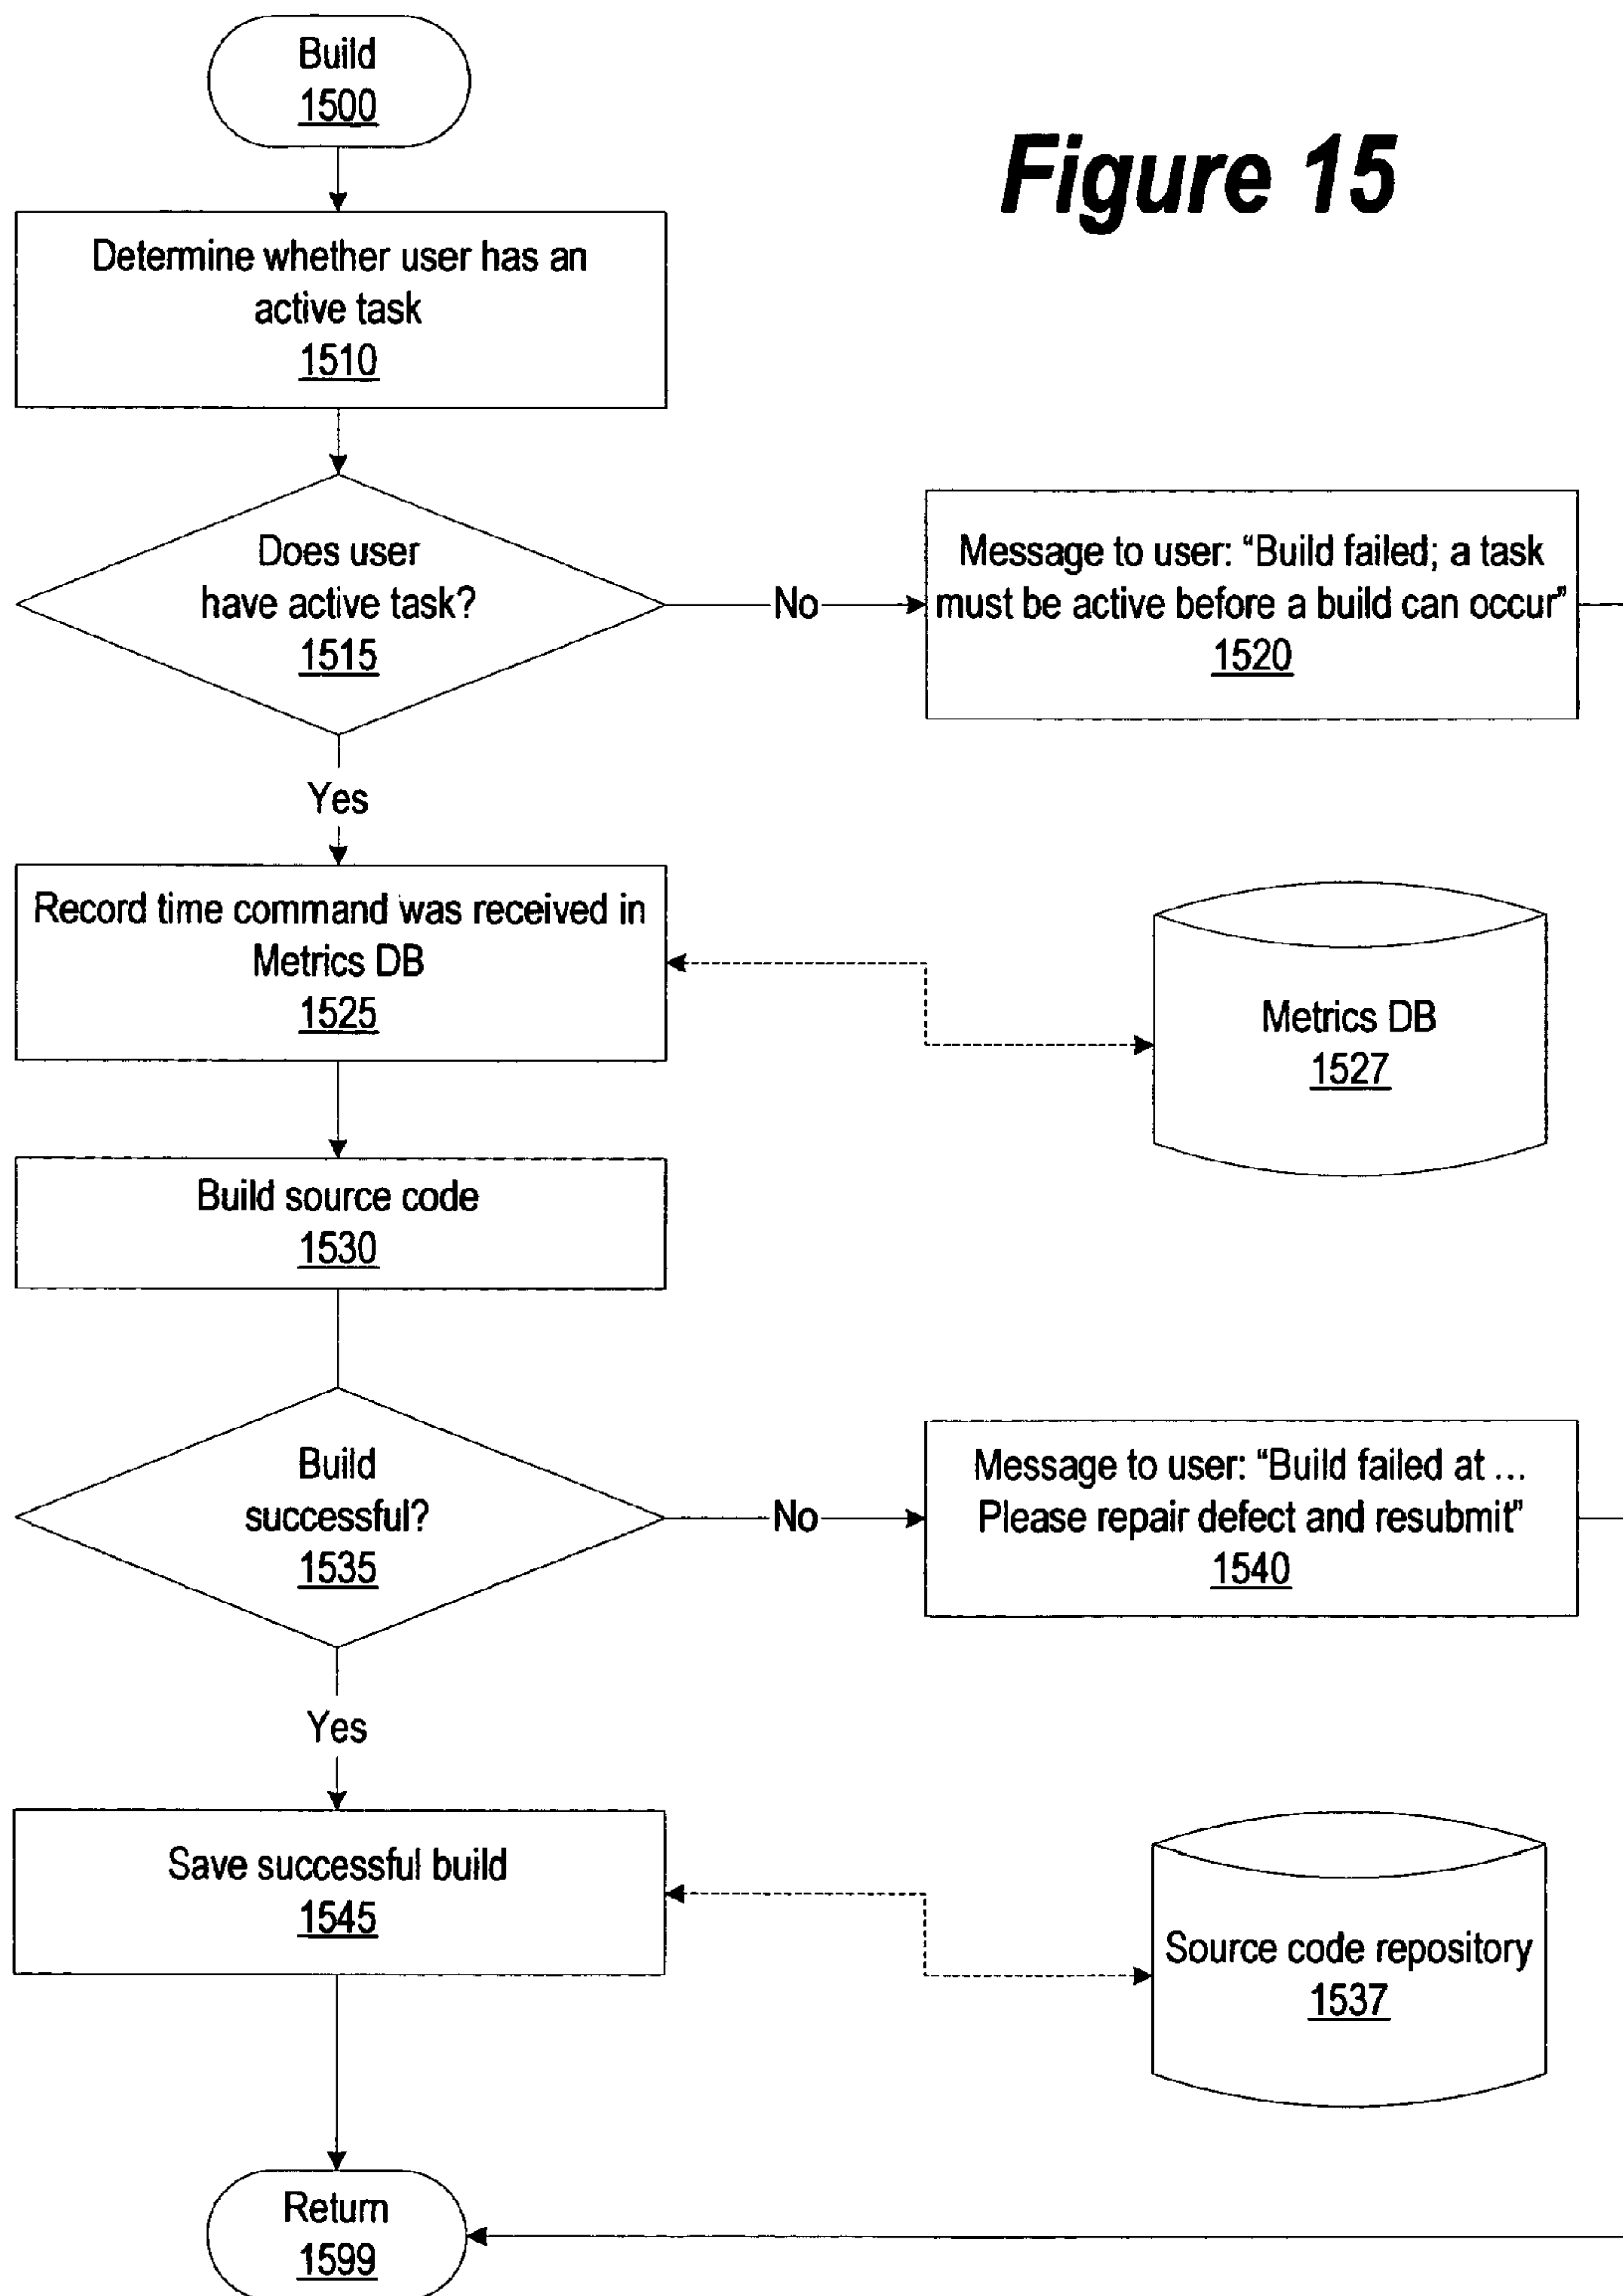 Build
1500
Figure 15
Determine whether user has an
active task
1510
Does user
have active task?
1515
No
Message to user: “Build failed; a task
must be active before a build can occur”
1520
Yes
Record time command was received in
Metrics DB
1525
Metrics DB
1527
Build source code
1530
Build
successful?
1535
No
Message to user: “Build failed at ...
Please repair defect and resubmit”
1540
Yes
Save successful build
1545
Source code repository
1537
Return
1599